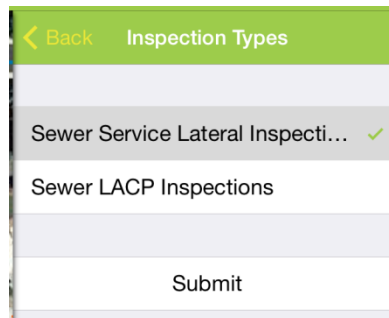 Back Inspection Types
Sewer Service Lateral Inspecti...
Sewer LACP Inspections
Submit